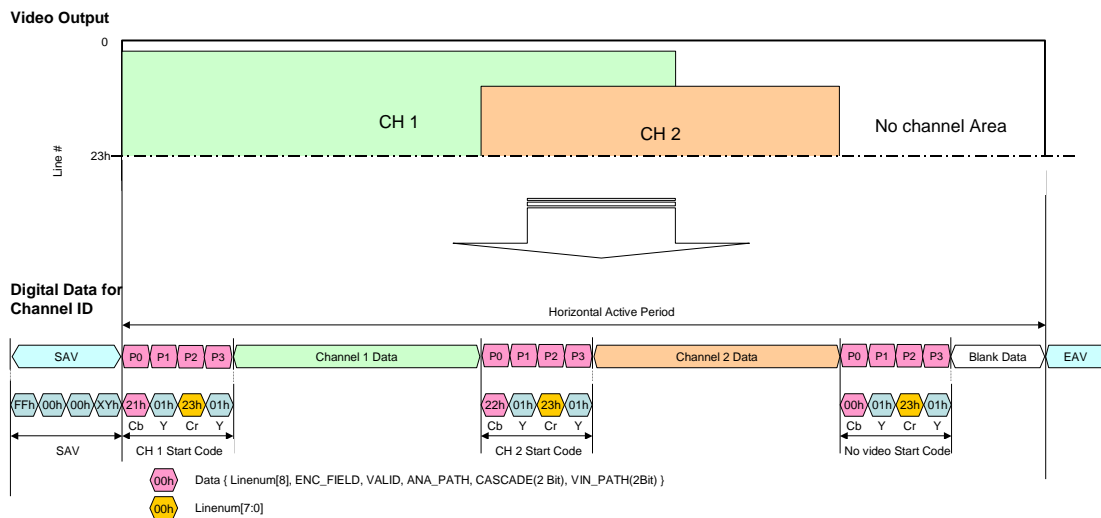 Video Output
0
CH 1
CH 2
No channel Area
Line #
23h
Digital Data for
Channel ID
Horizontal Active Period
SAV P0 P1 P2 P3 Channel 1 Data P0 P1 P2 P3 Channel 2 Data P0 P1 P2 P3 Blank Data EAV
FFh 00h 00h XYh 21h 01h 23h 01h 22h 01h 23h 01h 00h 01h 23h 01h
Cb Y Cr Y Cb Y Cr Y Cb Y Cr Y
SAV CH 1 Start Code CH 2 Start Code No video Start Code
00h Data { Linenum[8], ENC_FIELD, VALID, ANA_PATH, CASCADE(2 Bit), VIN_PATH(2Bit) }
00h Linenum[7:0]